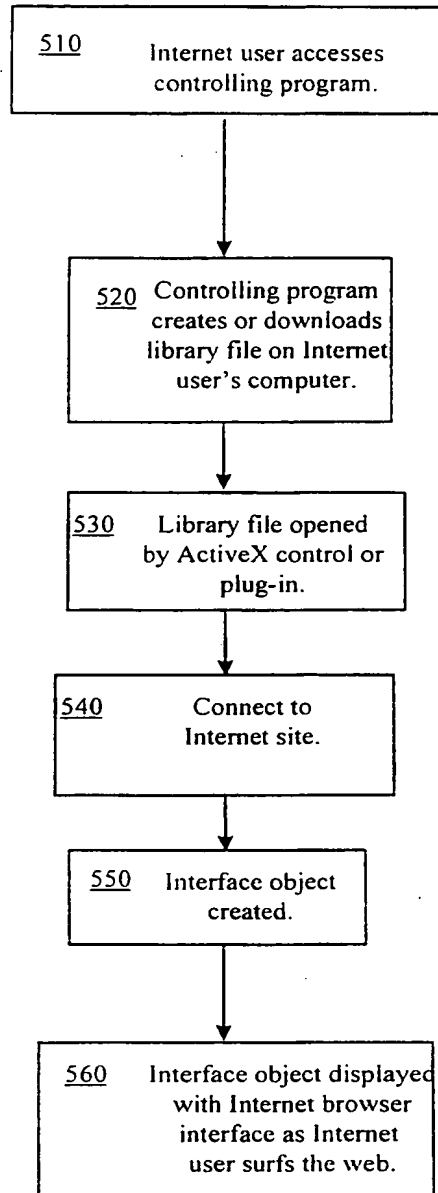 510 Internet user accesses
controlling program.
520 Controlling program
creates or downloads
library file on Internet
user's computer.
530 Library file opened
by ActiveX control or
plug-in.
540 Connect to
Internet site.
550 Interface object
created.
560 Interface object displayed
with Internet browser
interface as Internet
user surfs the web.